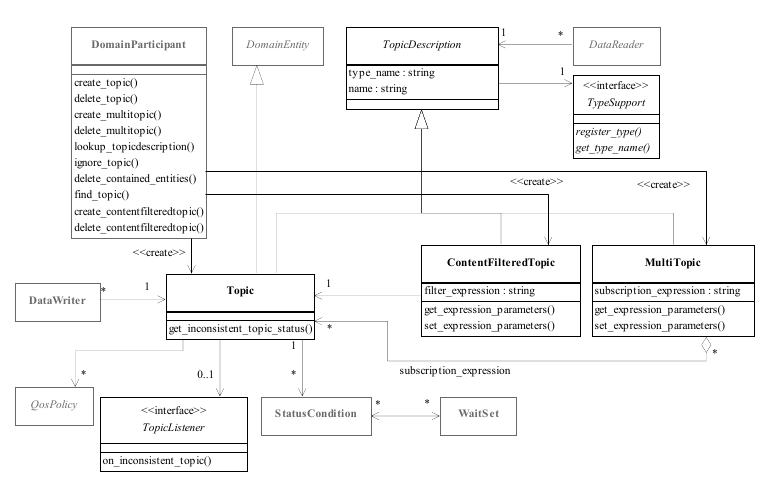 DomainParticipant
create_topic()
delete_topic()
create_multitopic()
delete_multitopic()
lookup_topicdescription()
ignore_topic()
delete_contained_entities()
find_topic()
create_contentfilteredtopic()
delete_contentfilteredtopic()
DomainEntity
TopicDescription
type_name : string
name : string
1
*
DataReader
1
<<interface>>
TypeSupport
register_type()
get_type_name()
<<create>>
<<create>>
<<create>>
DataWriter
*
1
Topic
get_inconsistent_topic_status()
1
*
ContentFilteredTopic
filter_expression : string
get_expression_parameters()
set_expression_parameters()
MultiTopic
subscription_expression : string
get_expression_parameters()
set_expression_parameters()
*
subscription_expression
*
QosPolicy
0..1
<<interface>>
TopicListener
on_inconsistent_topic()
1
*
StatusCondition
*
*
WaitSet